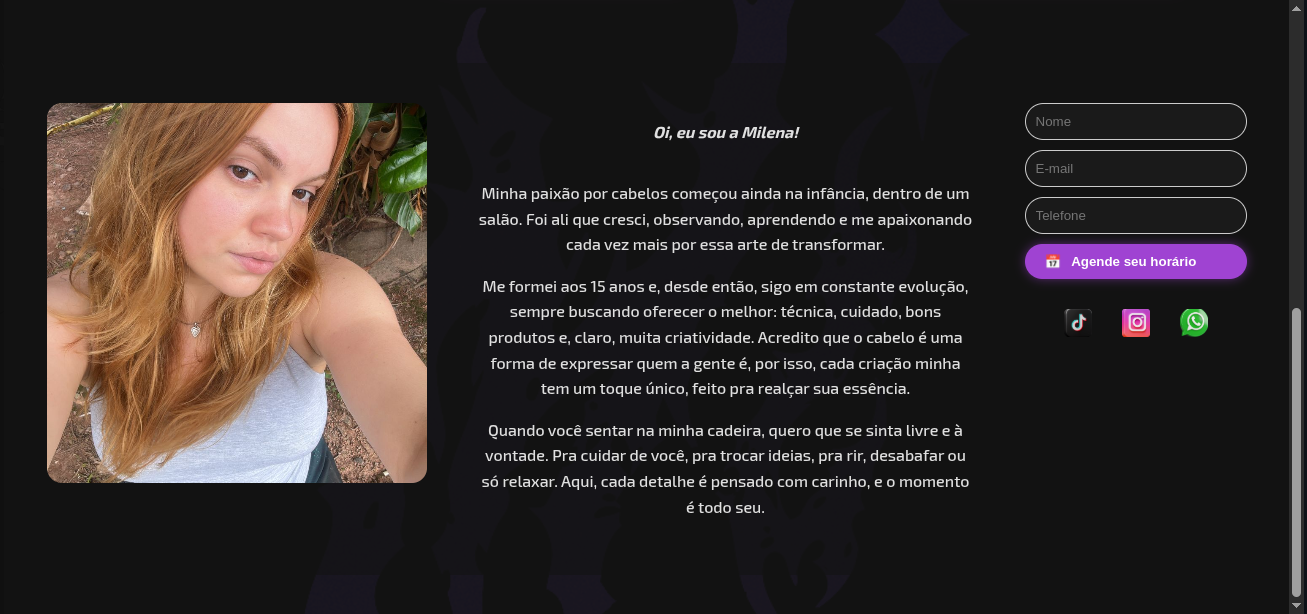 Oi, eu sou a Milena!
Minha paixão por cabelos começou ainda na infância, dentro de um
salão. Foi ali que cresci, observando, aprendendo e me apaixonando
cada vez mais por essa arte de transformar.
Me formei aos 15 anos e, desde então, sigo em constante evolução,
sempre buscando oferecer o melhor: técnica, cuidado, bons
produtos e, claro, muita criatividade. Acredito que o cabelo é uma
forma de expressar quem a gente é, por isso, cada criação minha
tem um toque único, feito pra realçar sua essência.
Quando você sentar na minha cadeira, quero que se sinta livre e à
vontade. Pra cuidar de você, pra trocar ideias, pra rir, desabafar ou
só relaxar. Aqui, cada detalhe é pensado com carinho, e o momento
é todo seu.
Nome
E-mail
Telefone
Agende seu horário